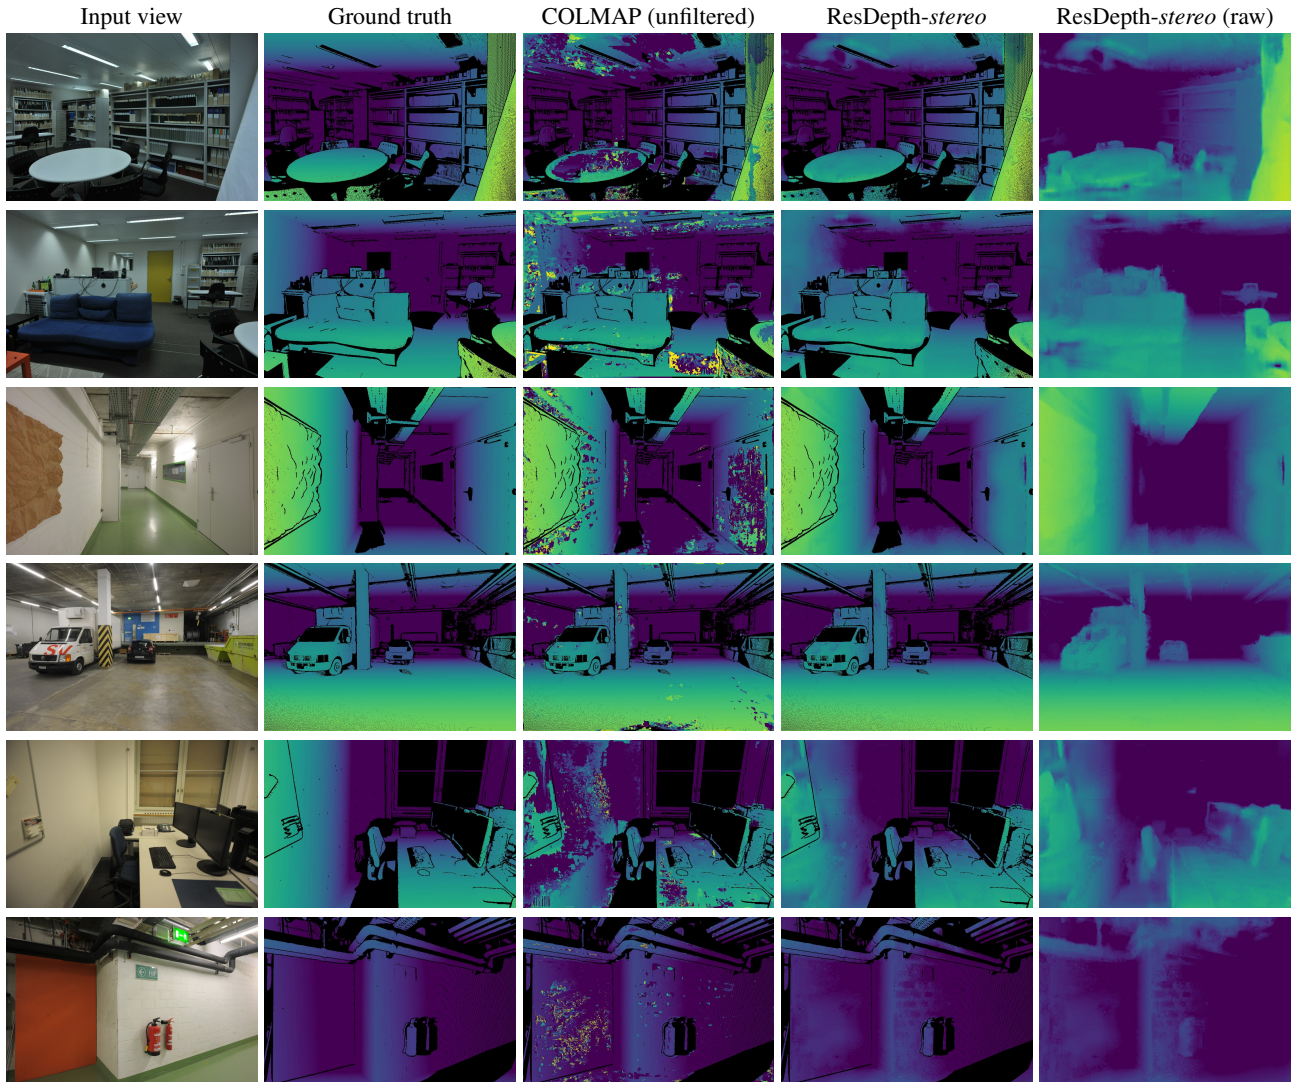 Input view
Ground truth
COLMAP (unfiltered)
ResDepth-stereo
ResDepth-stereo (raw)